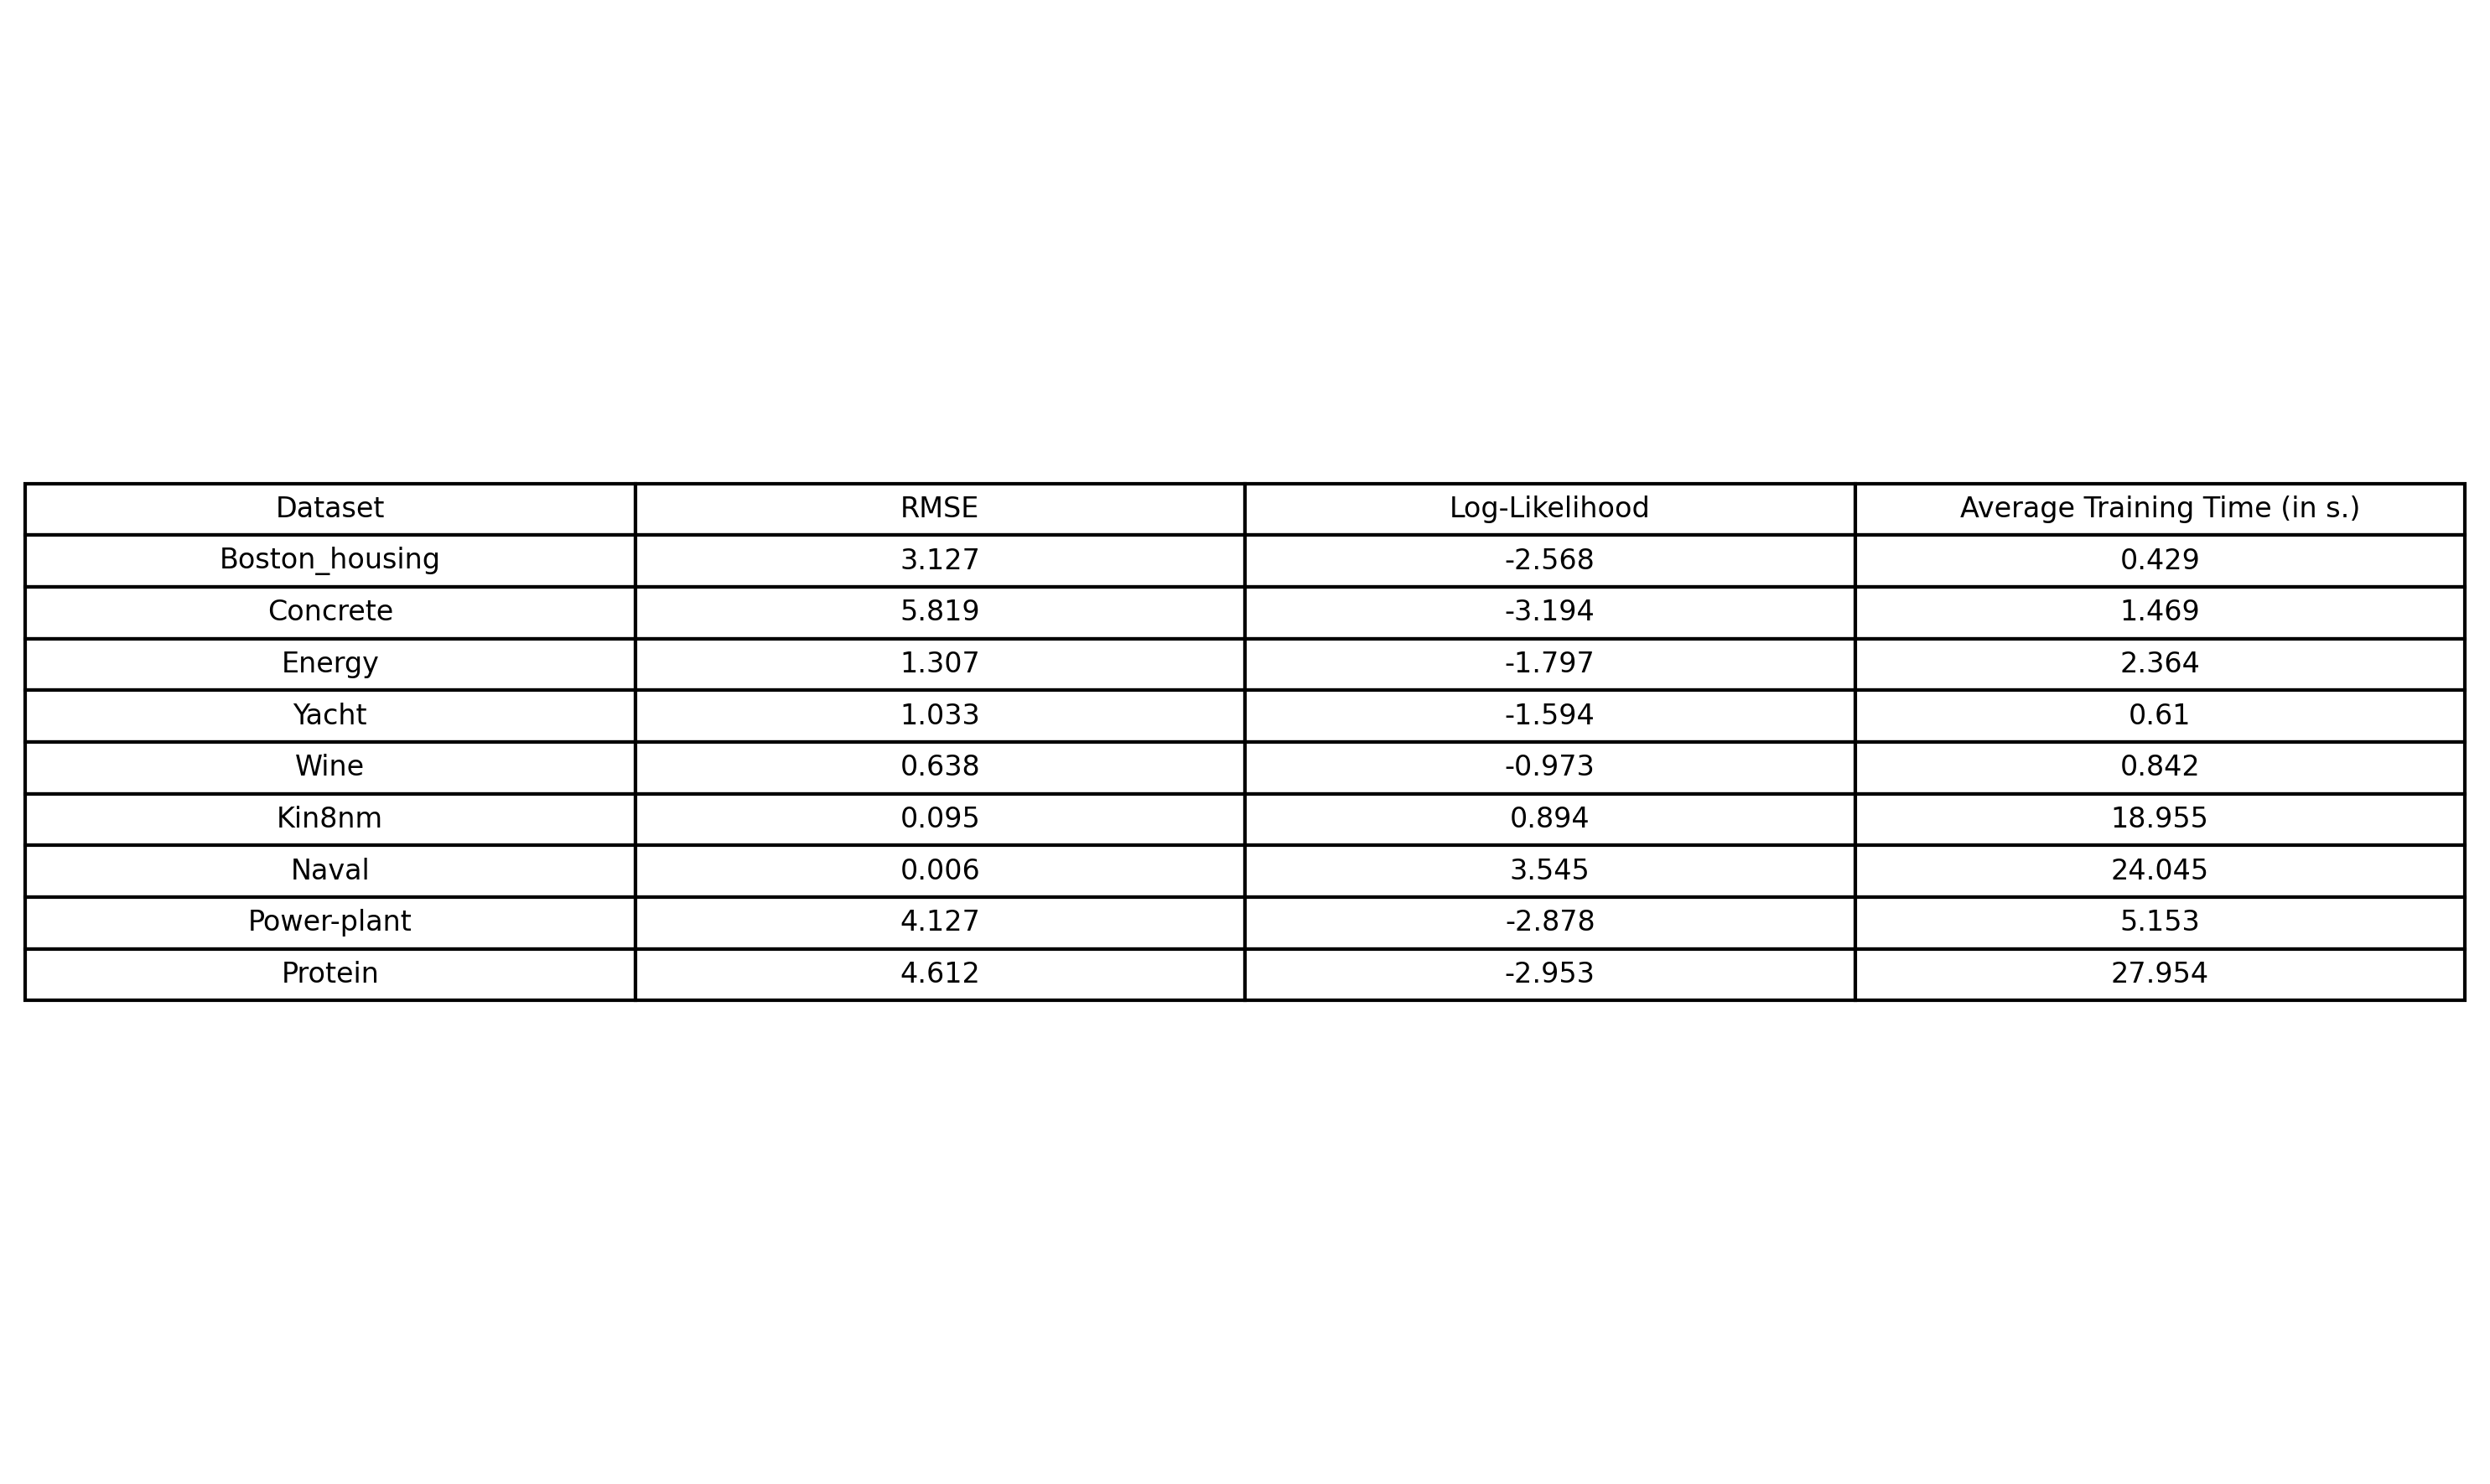 Dataset RMSE Log-Likelihood Average Training Time (in s.)
Boston_housing 3.127 -2.568 0.429
Concrete 5.819 -3.194 1.469
Energy 1.307 -1.797 2.364
Yacht 1.033 -1.594 0.61
Wine 0.638 -0.973 0.842
Kin8nm 0.095 0.894 18.955
Naval 0.006 3.545 24.045
Power-plant 4.127 -2.878 5.153
Protein 4.612 -2.953 27.954